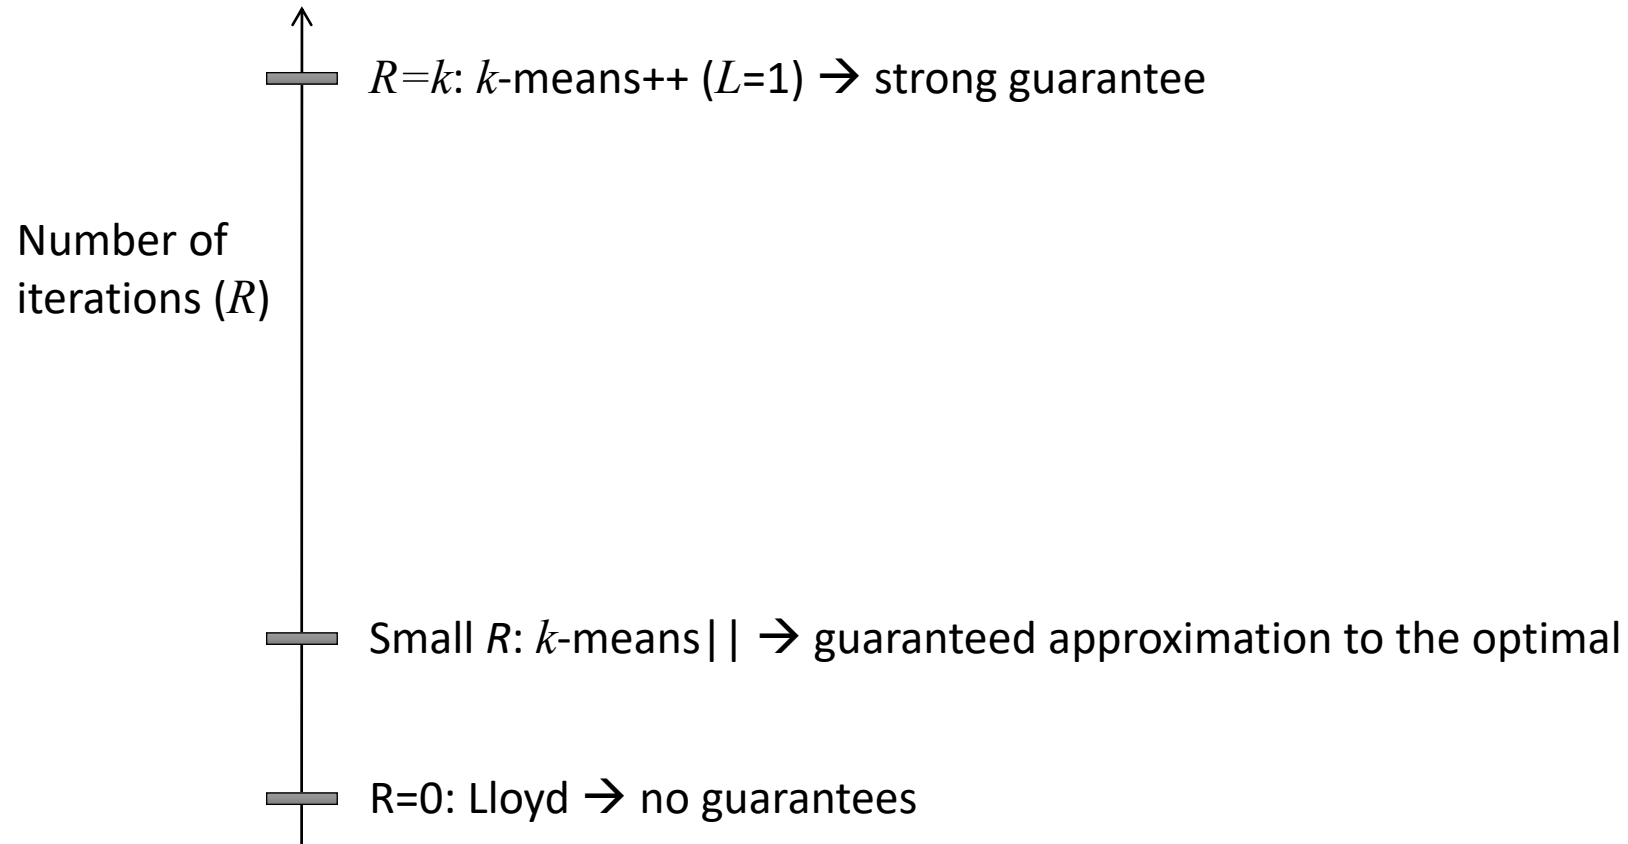 R=k: k-means++ (L=1) → strong guarantee
Number of
iterations (R)
Small R: k-means|| → guaranteed approximation to the optimal
R=0: Lloyd → no guarantees